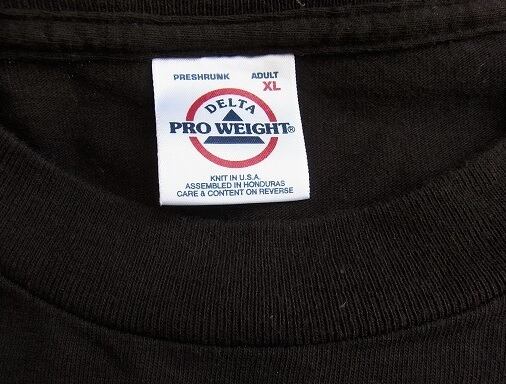 PRESHRUNK ADULT
XL
DELTA
PRO WEIGHT®
KNIT IN U.S.A.
ASSEMBLED IN HONDURAS
CARE & CONTENT ON REVERSE